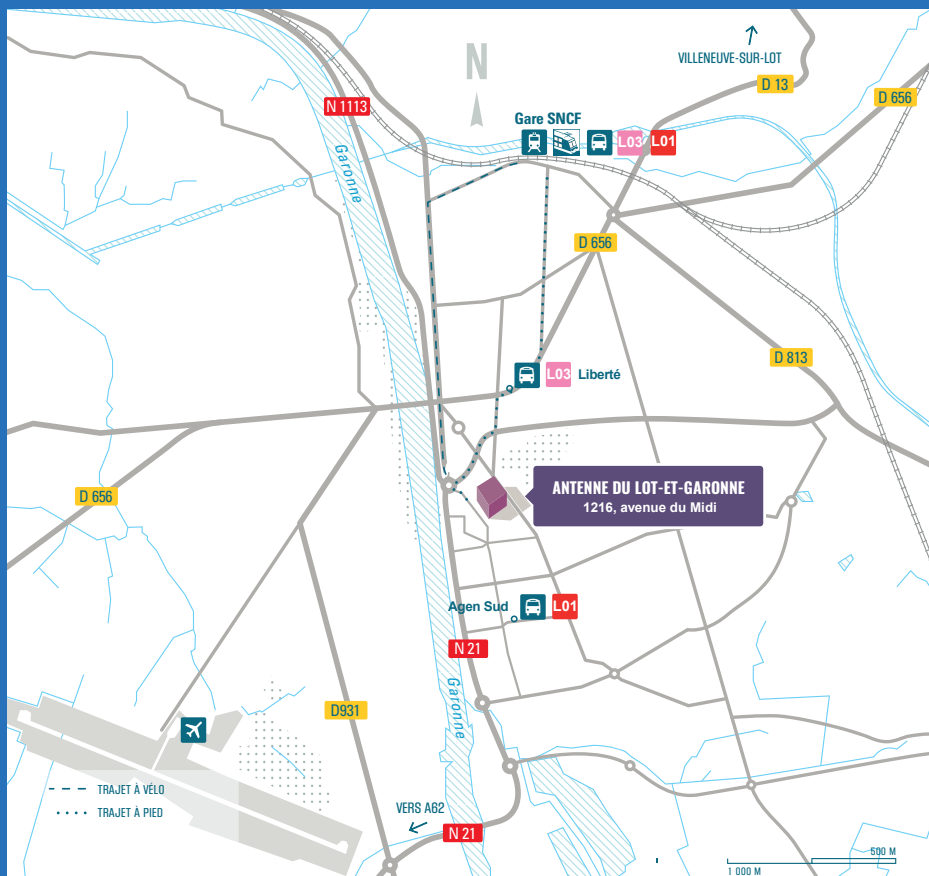 VILLENEUVE-SUR-LOT
D 13
D 656
N 1113
N
Gare SNCF
L03
L01
Garonne
D 656
D 813
L03
Liberté
D 656
ANTENNE DU LOT-ET-GARONNE
1216, avenue du Midi
Agen Sud
L01
N 21
Garonne
D931
TRAJET À VÉLO
TRAJET À PIED
VERS A62
N 21
500 M
1 000 M